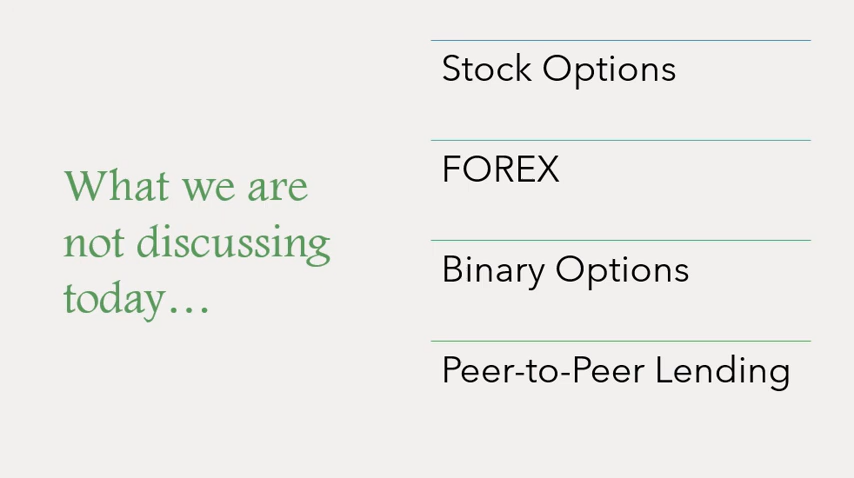 What we are
not discussing
today...
Stock Options
FOREX
Binary Options
Peer-to-Peer Lending